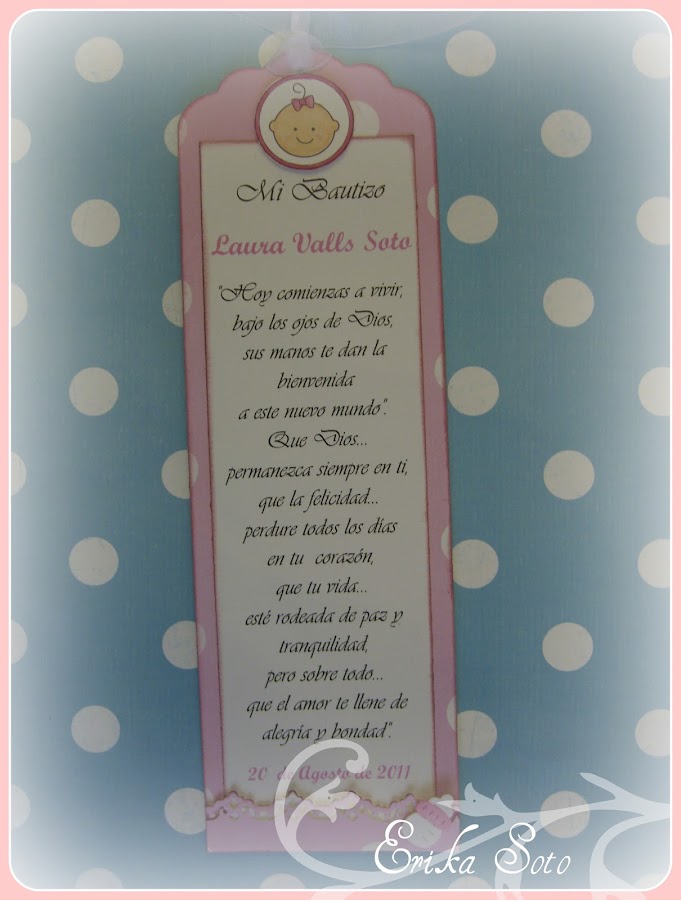 Mi Bautizo
Laura Valls Soto
"Hoy comienzas a vivir,
bajo los ojos de Dios,
sus manos te dan la
bienvenida
a este nuevo mundo".
Que Dios...
permanezca siempre en ti,
que la felicidad...
perdure todos los días
en tu corazón,
que tu vida...
esté rodeada de paz y
tranquilidad,
pero sobre todo...
que el amor te llene de
alegría y bondad".
20 de Agosto de 2011
Erika Soto